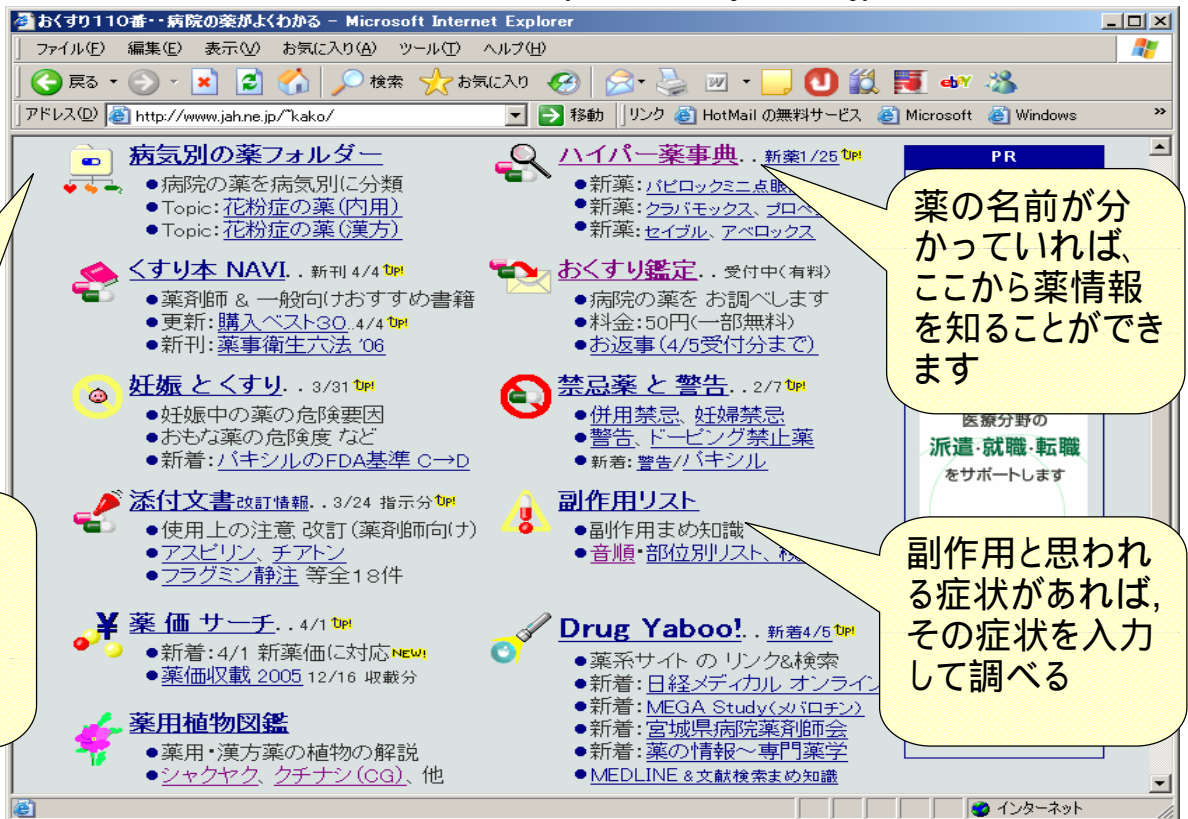 おくすり110番・・病院の薬がよくわかる - Microsoft Internet Explorer
ファイル(F) 編集(E) 表示(V) お気に入り(A) ツール(T) ヘルプ(H)
戻る 検索 お気に入り
アドレス(D) http://www.jah.ne.jp/~kako/ 移動 リンク HotMail の無料サービス Microsoft Windows »
病気別の薬フォルダー
●病院の薬を病気別に分類
●Topic:花粉症の薬(内用)
●Topic:花粉症の薬(漢方)
ハイパー薬事典. . 新薬1/25 UP!
●新薬:パピロックミニ点眼
●新薬:クラバモックス、プロペ
●新薬:セイブル、アベロックス
くすり本 NAVI. . 新刊 4/4 UP!
●薬剤師 & 一般向けおすすめ書籍
●更新:購入ベスト30..4/4 UP!
●新刊:薬事衛生六法 '06
おくすり鑑定. . 受付中(有料)
●病院の薬を お調べします
●料金:50円(一部無料)
●お返事(4/5受付分まで)
妊娠 と くすり. . 3/31 UP!
●妊娠中の薬の危険要因
●おもな薬の危険度 など
●新着:パキシルのFDA基準 C→D
禁忌薬 と 警告. . 2/7 UP!
●併用禁忌、妊婦禁忌
●警告、ドーピング禁止薬
●新着:警告/パキシル
添付文書改訂情報. . 3/24 指示分 UP!
●使用上の注意 改訂(薬剤師向け)
●アスピリン、チアトン
●フラグミン静注 等全18件
副作用リスト
●副作用まめ知識
●音順・部位別リスト、検
¥ 薬 価 サーチ. . 4/1 UP!
●新着:4/1 新薬価に対応 NEW!
●薬価収載 2005 12/16 収載分
Drug Yaboo!. . 新着4/5 UP!
●薬系サイト の リンク&検索
●新着:日経メディカル オンライン
●新着:MEGA Study(メバロチン)
●新着:宮城県病院薬剤師会
●新着:薬の情報~専門薬学
●MEDLINE & 文献検索まめ知識
薬用植物図鑑
●薬用・漢方薬の植物の解説
●シャクヤク、クチナシ(CG)、他
PR
薬の名前が分
かっていれば、
ここから薬情報
を知ることができ
ます
医療分野の
派遣・就職・転職
をサポートします
副作用と思われ
る症状があれば,
その症状を入力
して調べる
インターネット